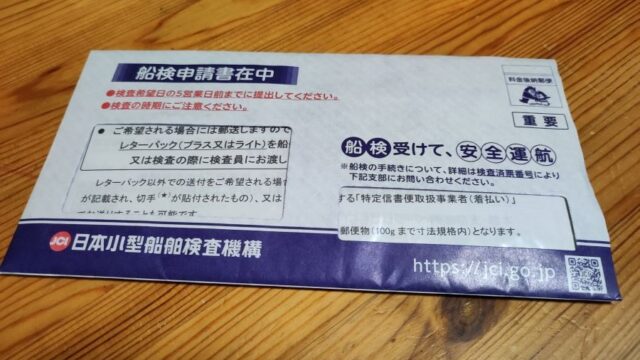 船検申請書在中
●検査希望日の5営業日前までに提出してください。
●検査の時期にご注意ください。
料金後納郵便
重要
● ご希望される場合には郵送しますので
レターパック(プラス又はライト)を船
又は検査の際に検査員にお渡し
レターパック以外での送付をご希望される場合
が記載され、切手(*)が貼付されたもの)、又は
船検受けて、安全運航
※船検の手続きについて、詳細は検査済票番号により
下記支部にお問い合わせください。
する「特定信書便取扱事業者(着払い)」
郵便物(100gまで寸法規格内)となります。
JCI 日本小型船舶検査機構
https://jci.go.jp